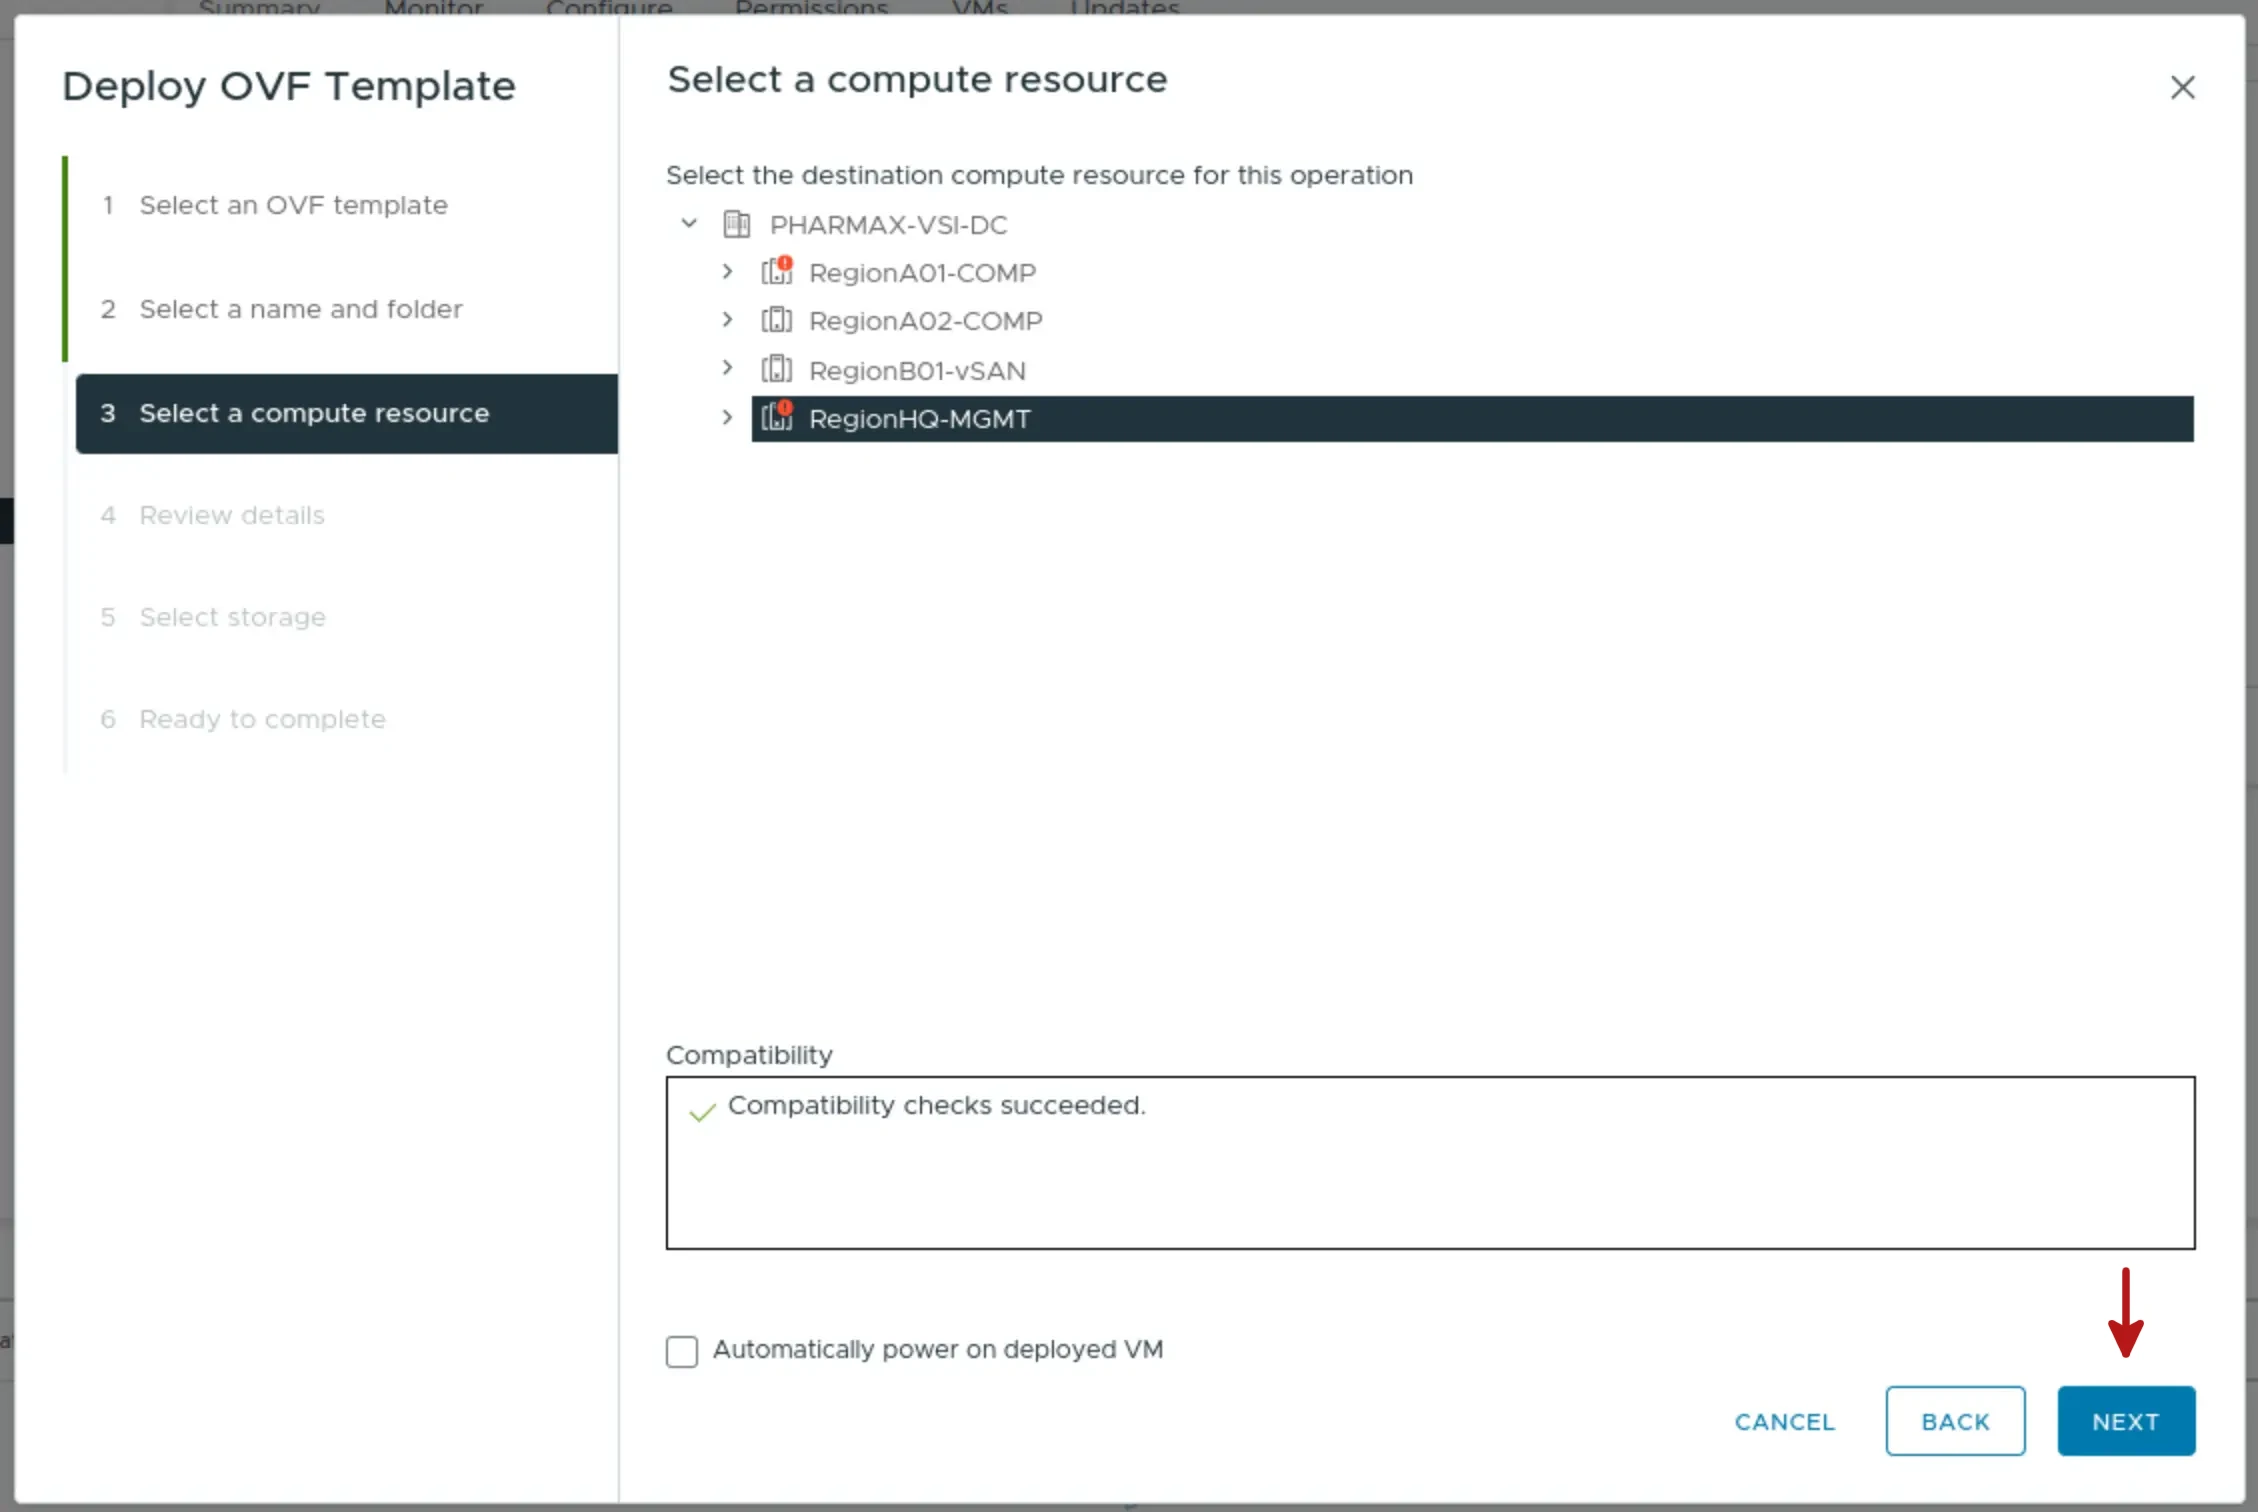 Summary Monitor Configure Permissions VMs Updates
Deploy OVF Template
1 Select an OVF template
2 Select a name and folder
3 Select a compute resource
4 Review details
5 Select storage
6 Ready to complete
Select a compute resource
Select the destination compute resource for this operation
PHARMAX-VSI-DC
RegionA01-COMP
RegionA02-COMP
RegionB01-vSAN
RegionHQ-MGMT
Compatibility
Compatibility checks succeeded.
Automatically power on deployed VM
CANCEL BACK NEXT